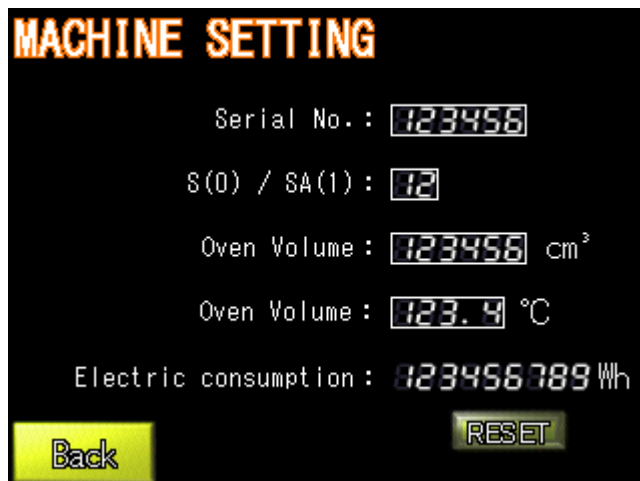 MACHINE SETTING
Serial No.: 123456
S(0) / SA(1): 12
Oven Volume: 123456 cm³
Oven Volume: 123.4 ℃
Electric consumption: 123456789 Wh
RESET
Back